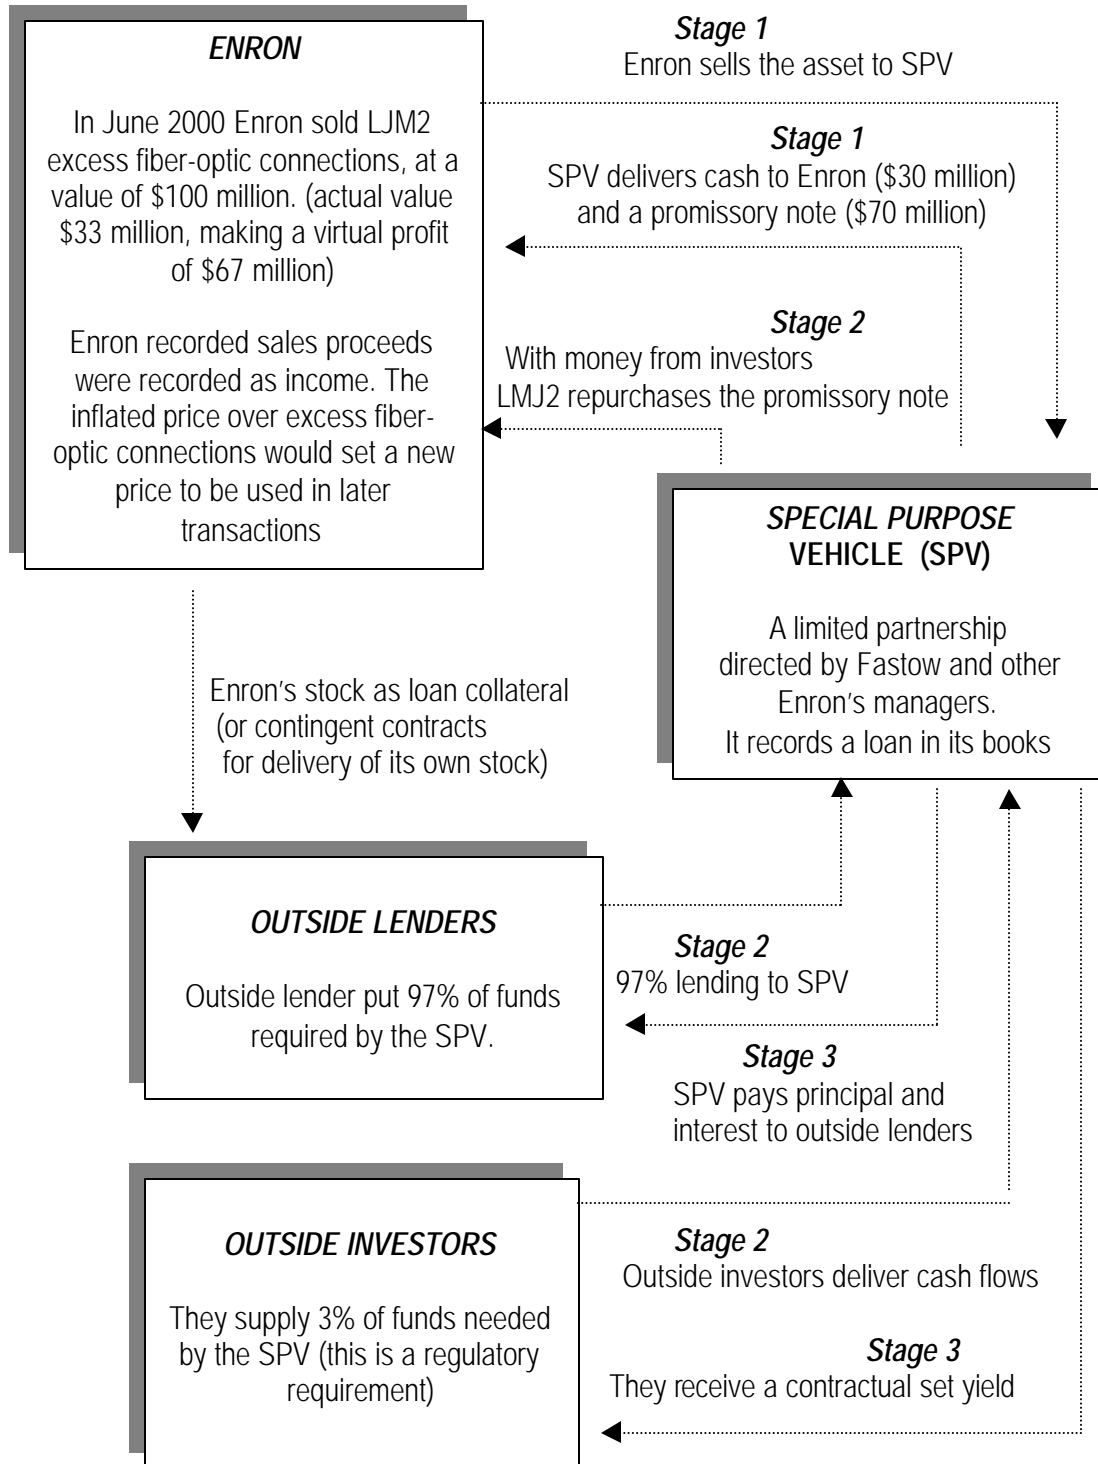 ENRON
In June 2000 Enron sold LJM2
excess fiber-optic connections, at a
value of $100 million. (actual value
$33 million, making a virtual profit
of $67 million)
Enron recorded sales proceeds
were recorded as income. The
inflated price over excess fiber-
optic connections would set a new
price to be used in later
transactions
Stage 1
Enron sells the asset to SPV
Stage 1
SPV delivers cash to Enron ($30 million)
and a promissory note ($70 million)
Stage 2
With money from investors
LMJ2 repurchases the promissory note
SPECIAL PURPOSE
VEHICLE (SPV)
A limited partnership
directed by Fastow and other
Enron's managers.
It records a loan in its books
Enron's stock as loan collateral
(or contingent contracts
for delivery of its own stock)
OUTSIDE LENDERS
Outside lender put 97% of funds
required by the SPV.
Stage 2
97% lending to SPV
Stage 3
SPV pays principal and
interest to outside lenders
OUTSIDE INVESTORS
They supply 3% of funds needed
by the SPV (this is a regulatory
requirement)
Stage 2
Outside investors deliver cash flows
Stage 3
They receive a contractual set yield